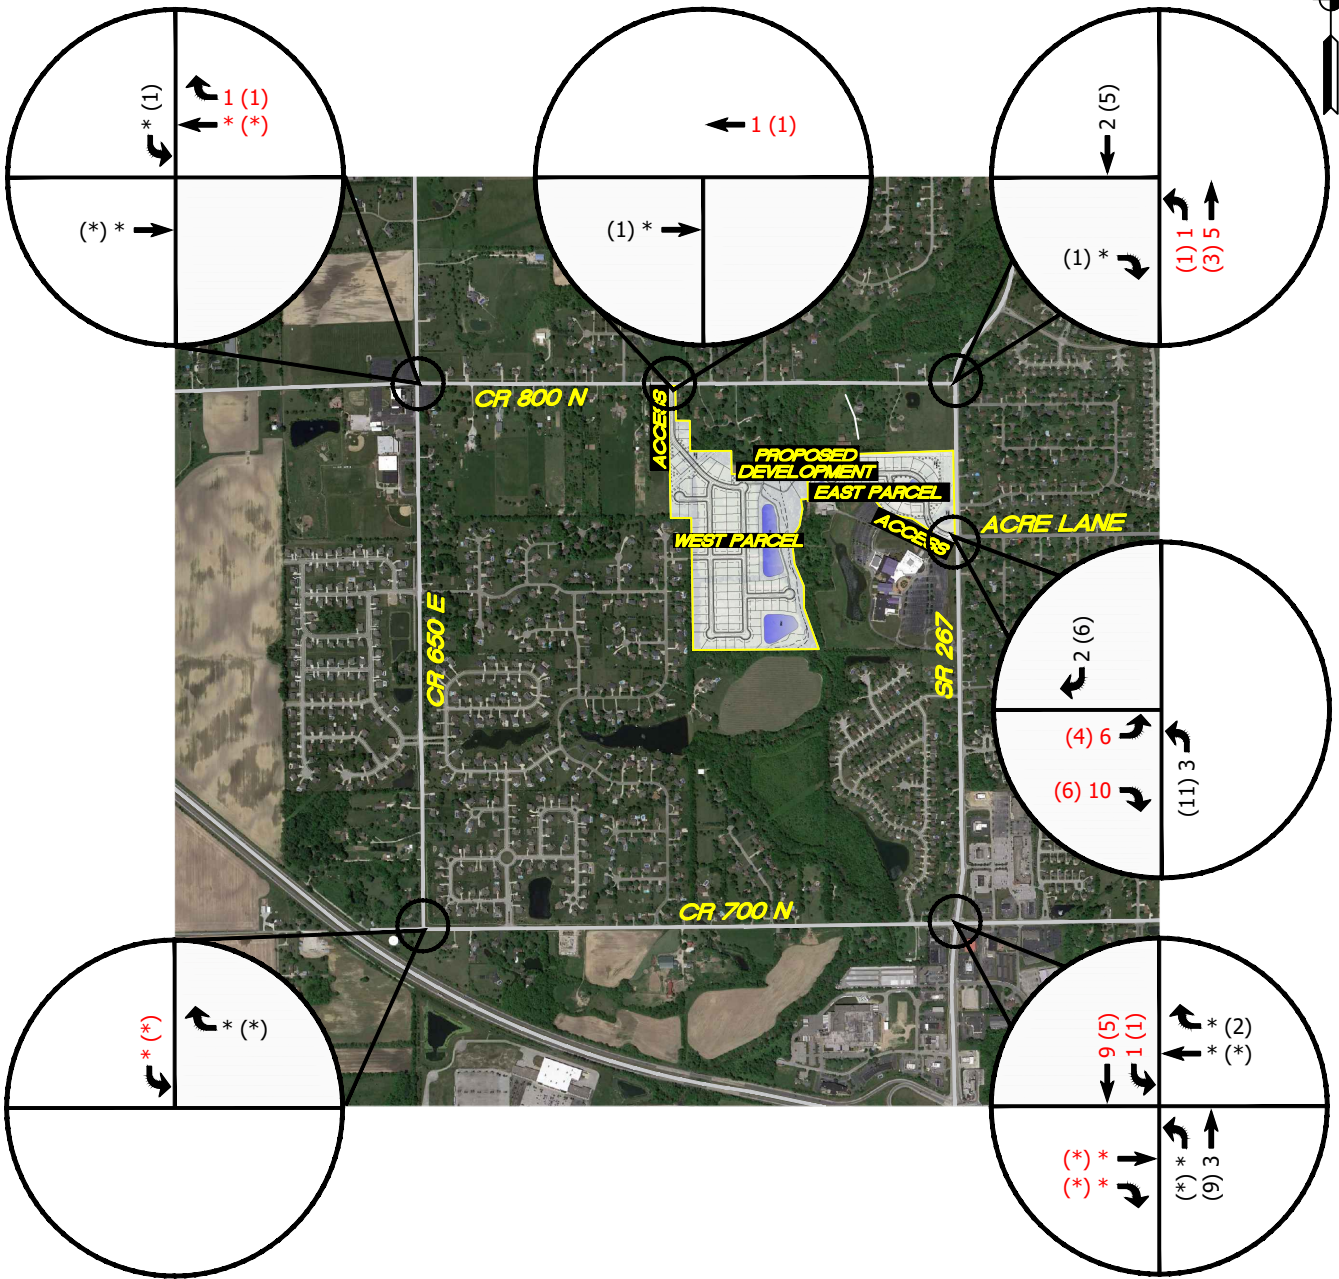 * (1)
1 (1)
* (*)
(*) *
1 (1)
(1) *
2 (5)
(1) *
(1) 1
(3) 5
CR 800 N
ACCESS
PROPOSED
DEVELOPMENT
EAST PARCEL
ACCESS
ACRE LANE
WEST PARCEL
CR 650 E
SR 267
2 (6)
(4) 6
(6) 10
(11) 3
CR 700 N
* (*)
* (*)
9 (5)
1 (1)
* (2)
* (*)
(*) *
(*) *
(*) *
(9) 3